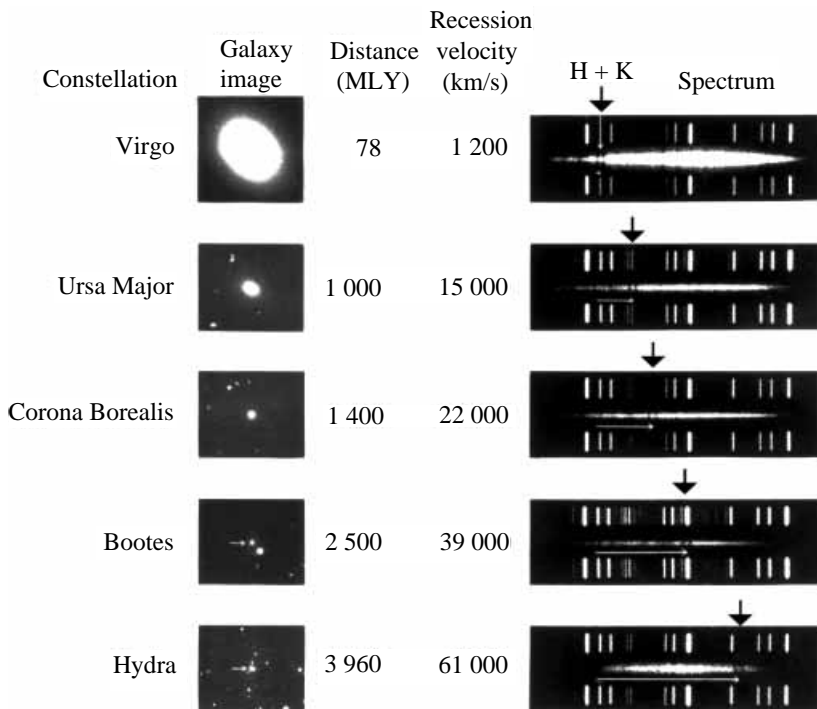 Constellation Galaxy image Distance (MLY) Recession velocity (km/s) H + K Spectrum
Virgo 78 1 200
Ursa Major 1 000 15 000
Corona Borealis 1 400 22 000
Bootes 2 500 39 000
Hydra 3 960 61 000